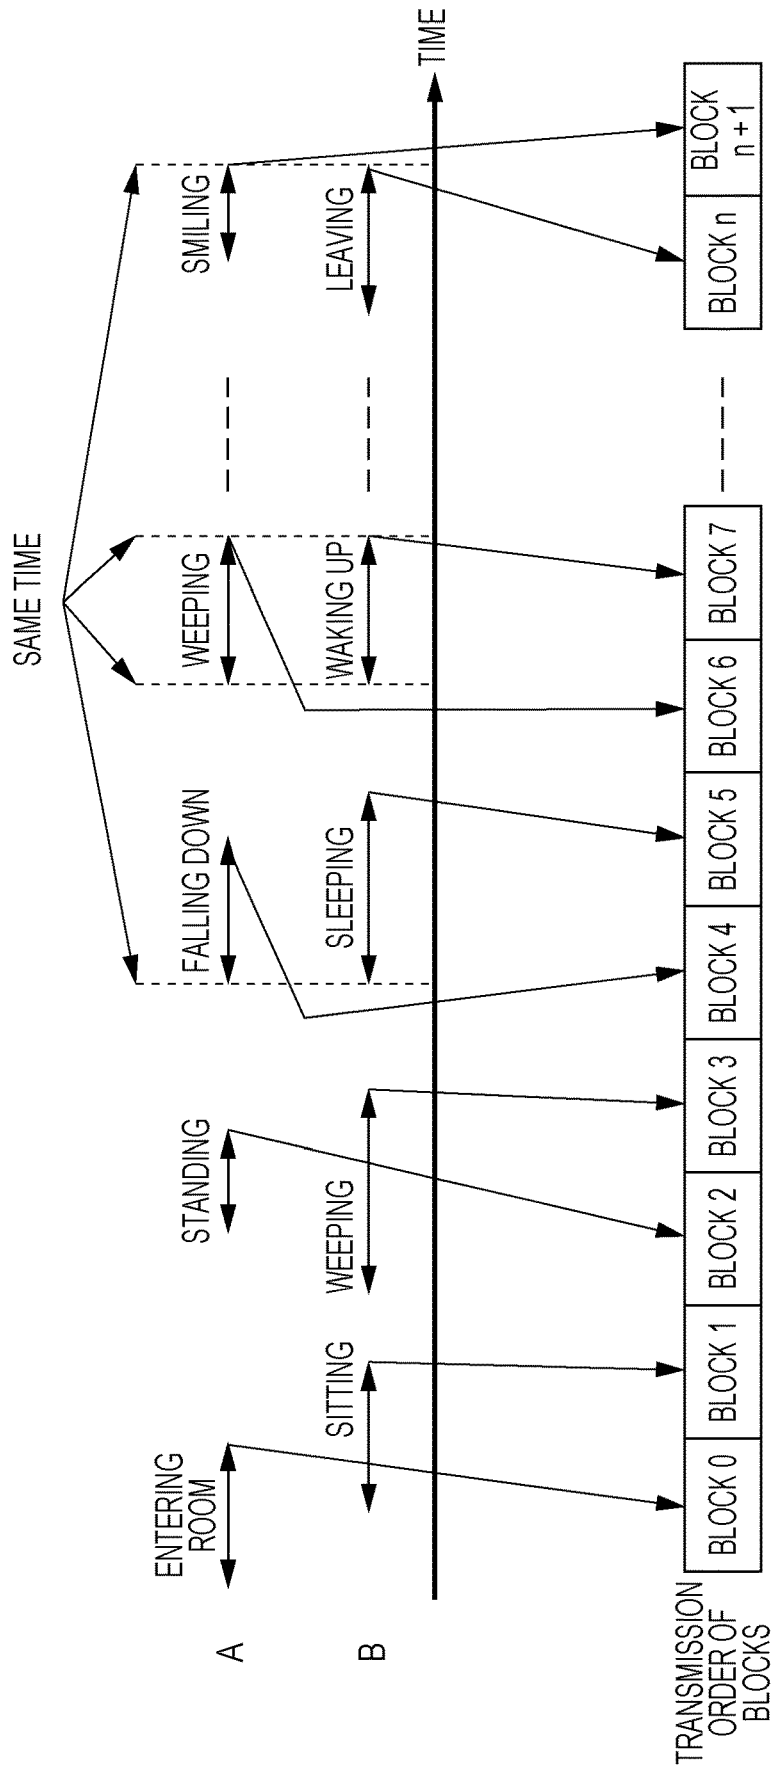 SAME TIME
A
ENTERING
ROOM
STANDING
FALLING DOWN
WEEPING
SMILING
B
SITTING
WEEPING
SLEEPING
WAKING UP
LEAVING
TIME
TRANSMISSION
ORDER OF
BLOCKS
BLOCK 0
BLOCK 1
BLOCK 2
BLOCK 3
BLOCK 4
BLOCK 5
BLOCK 6
BLOCK 7
BLOCK n
BLOCK
n + 1